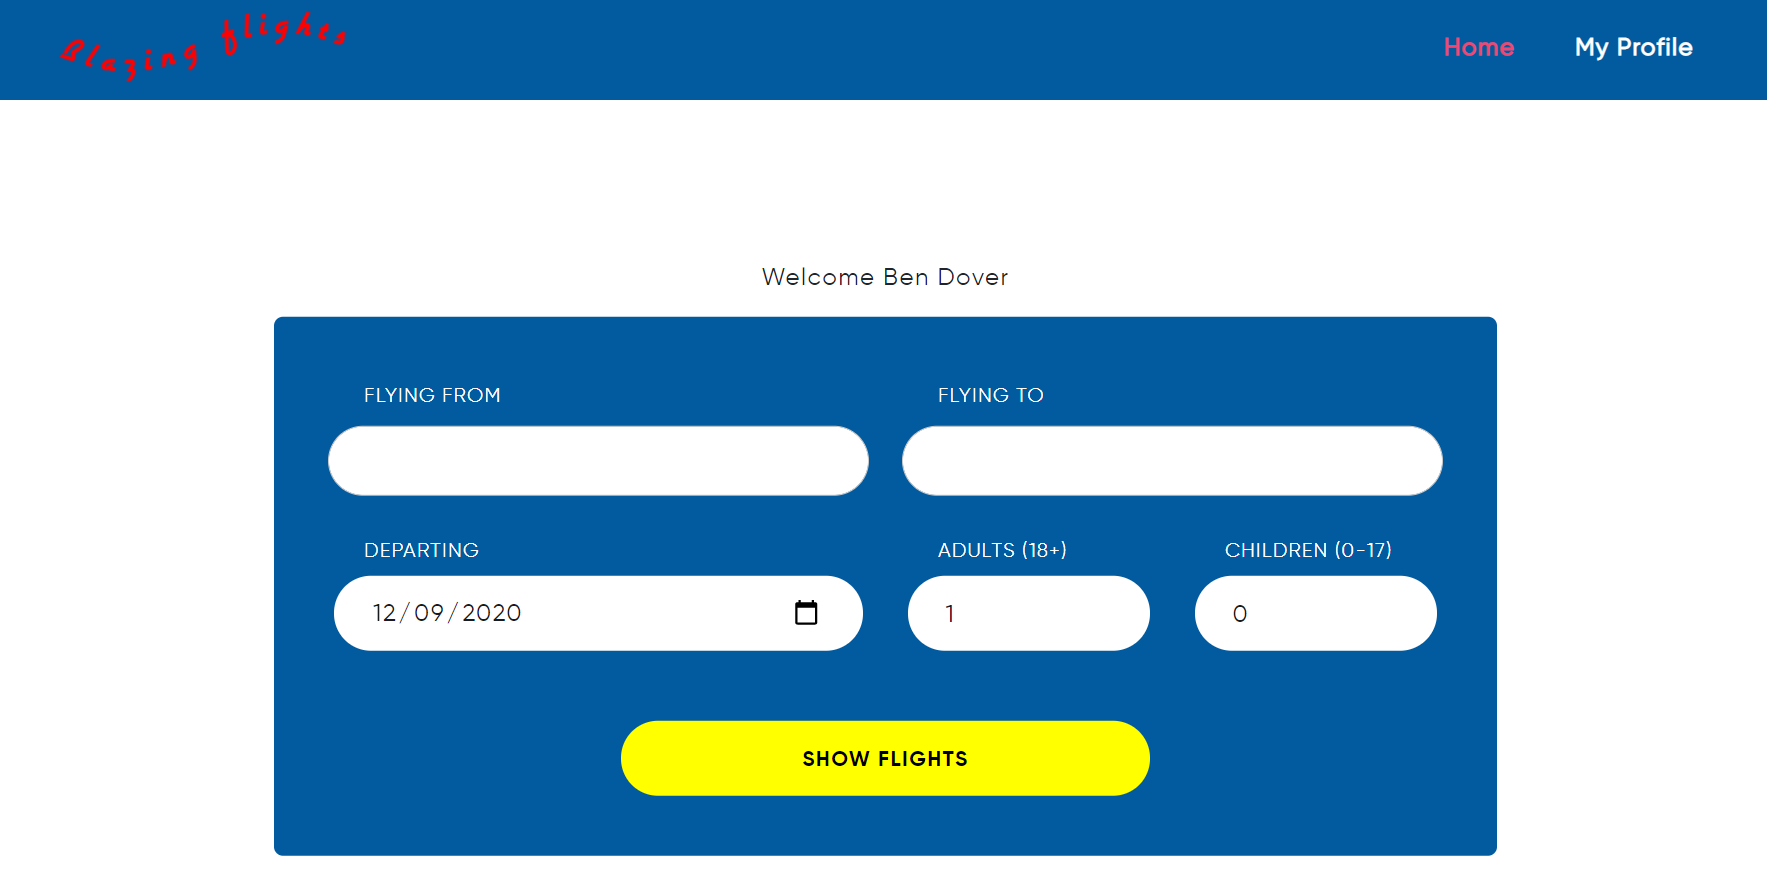 Blazing flights
Home My Profile
Welcome Ben Dover
FLYING FROM FLYING TO
DEPARTING ADULTS (18+) CHILDREN (0-17)
12/09/2020 1 0
SHOW FLIGHTS